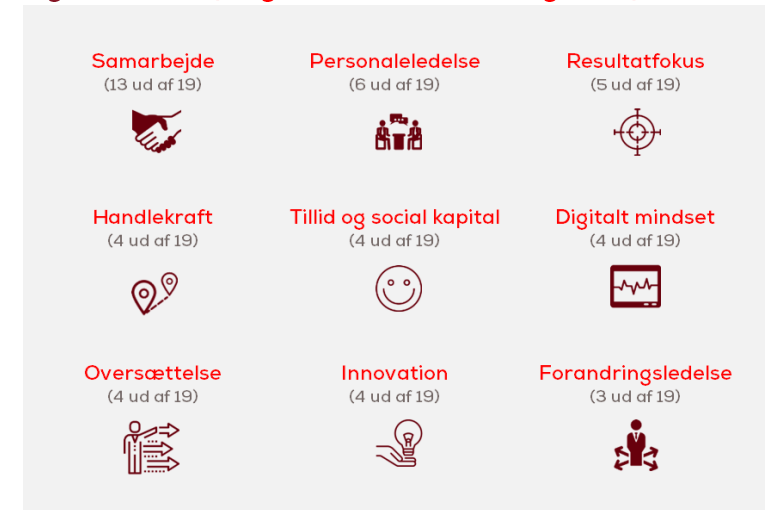 Samarbejde
(13 ud af 19)
Personaleledelse
(6 ud af 19)
Resultatfokus
(5 ud af 19)
Handlekraft
(4 ud af 19)
Tillid og social kapital
(4 ud af 19)
Digitalt mindset
(4 ud af 19)
Oversættelse
(4 ud af 19)
Innovation
(4 ud af 19)
Forandringsledelse
(3 ud af 19)